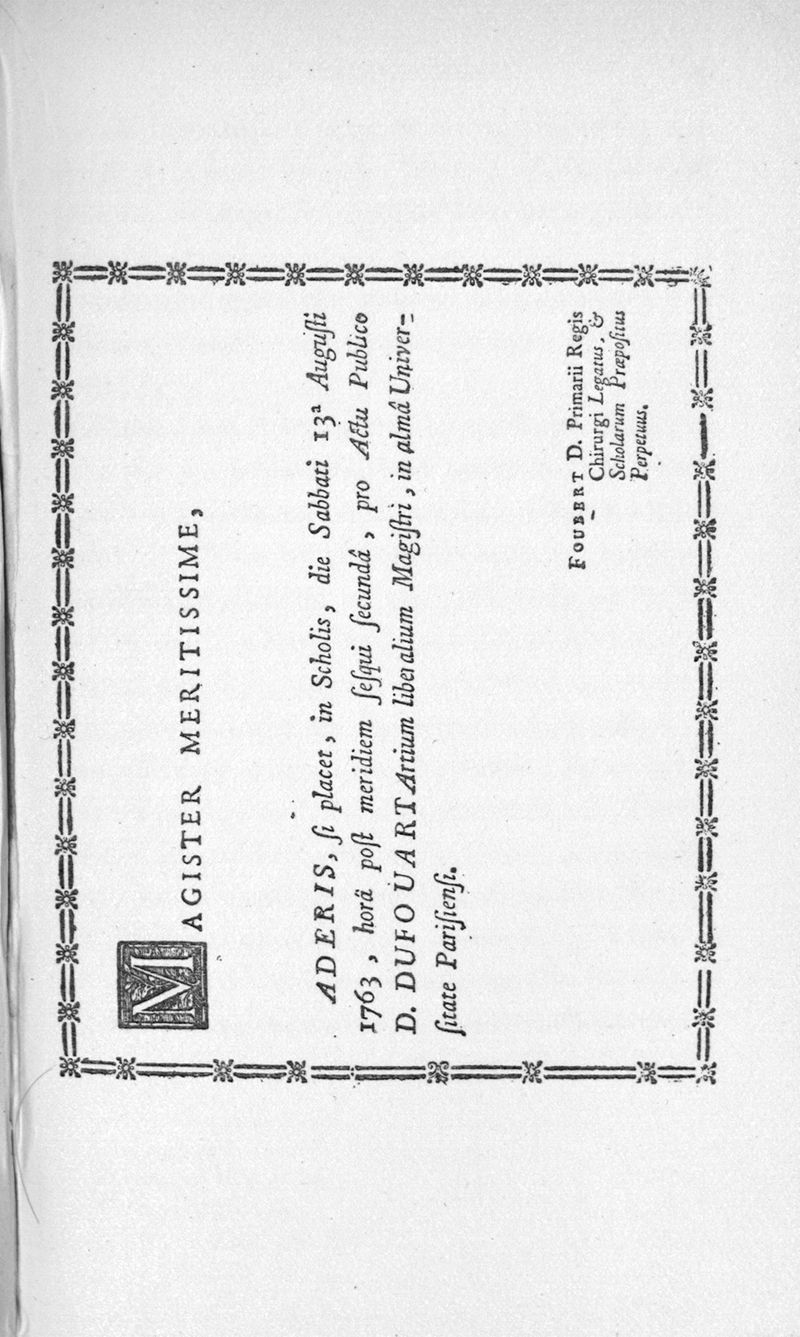 MAGISTER MERITISSIME,
ADERIS, ſi placet, in Scholis, die Sabbati 13ª Auguſti
1763, horâ poſt meridiem ſeſqui ſecundâ, pro Actu Publico
D. DUFOUART Artium liberalium Magiſtri, in almâ Univer-
ſitate Pariſienſi.
FOUBERT D. Primarii Regis
Chirurgi Legatus, &
Scholarum Præpoſitus
Perpetuus.